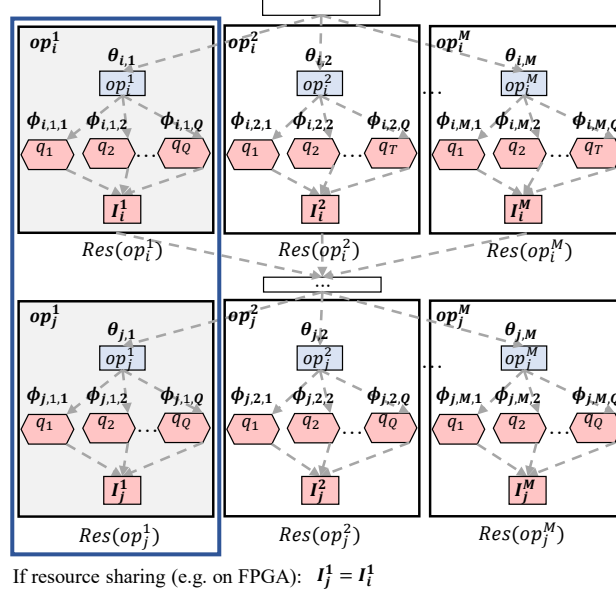 op_i^1 op_i^2 op_i^M
θ_{i,1} θ_{i,2} θ_{i,M}
op_i^1 op_i^2 ... op_i^M
ϕ_{i,1,1} ϕ_{i,1,2} ϕ_{i,1,Q} ϕ_{i,2,1} ϕ_{i,2,2} ϕ_{i,2,Q} ϕ_{i,M,1} ϕ_{i,M,2} ϕ_{i,M,Q}
q_1 q_2 ... q_Q q_1 q_2 ... q_T q_1 q_2 ... q_T
I_i^1 I_i^2 I_i^M
Res(op_i^1) Res(op_i^2) Res(op_i^M)
...
op_j^1 op_j^2 op_j^M
θ_{j,1} θ_{j,2} θ_{j,M}
op_j^1 op_j^2 ... op_j^M
ϕ_{j,1,1} ϕ_{j,1,2} ϕ_{j,1,Q} ϕ_{j,2,1} ϕ_{j,2,2} ϕ_{j,2,Q} ϕ_{j,M,1} ϕ_{j,M,2} ϕ_{j,M,Q}
q_1 q_2 ... q_Q q_1 q_2 ... q_Q q_1 q_2 ... q_Q
I_j^1 I_j^2 I_j^M
Res(op_j^1) Res(op_j^2) Res(op_j^M)
If resource sharing (e.g. on FPGA): I_j^1 = I_i^1